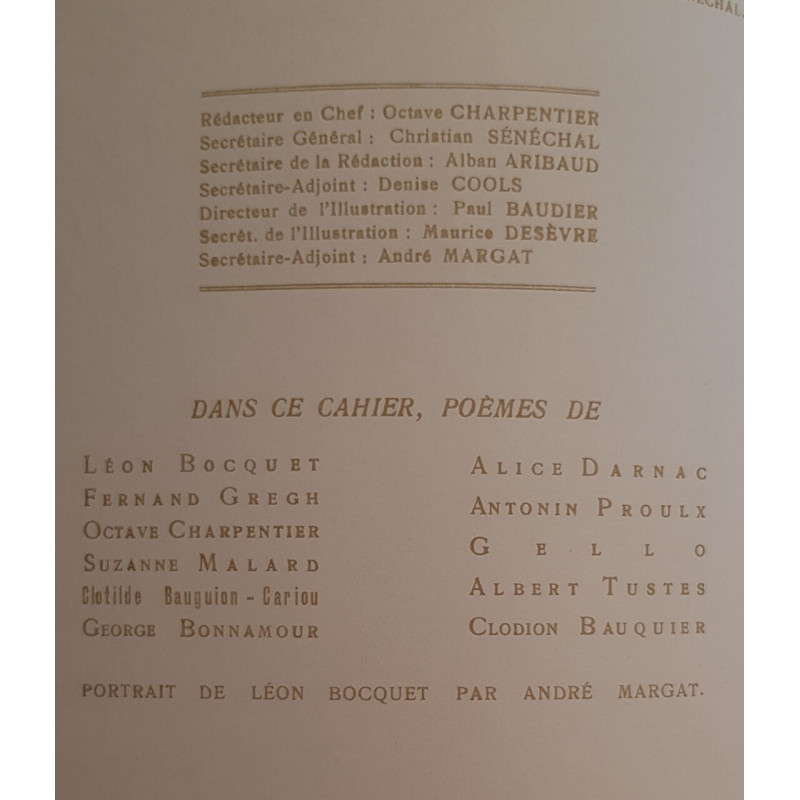 Rédacteur en Chef : Octave CHARPENTIER
Secrétaire Général : Christian SÉNÉCHAL
Secrétaire de la Rédaction : Alban ARIBAUD
Secrétaire-Adjoint : Denise COOLS
Directeur de l'Illustration : Paul BAUDIER
Secrét. de l'Illustration : Maurice DESÈVRE
Secrétaire-Adjoint : André MARGAT
DANS CE CAHIER, POÈMES DE
LÉON BOCQUET
FERNAND GREGH
OCTAVE CHARPENTIER
SUZANNE MALARD
Clotilde Bauguion-Cariou
GEORGE BONNAMOUR
ALICE DARNAC
ANTONIN PROULX
GELLO
ALBERT TUSTES
CLODION BAUQUIER
PORTRAIT DE LÉON BOCQUET PAR ANDRÉ MARGAT.